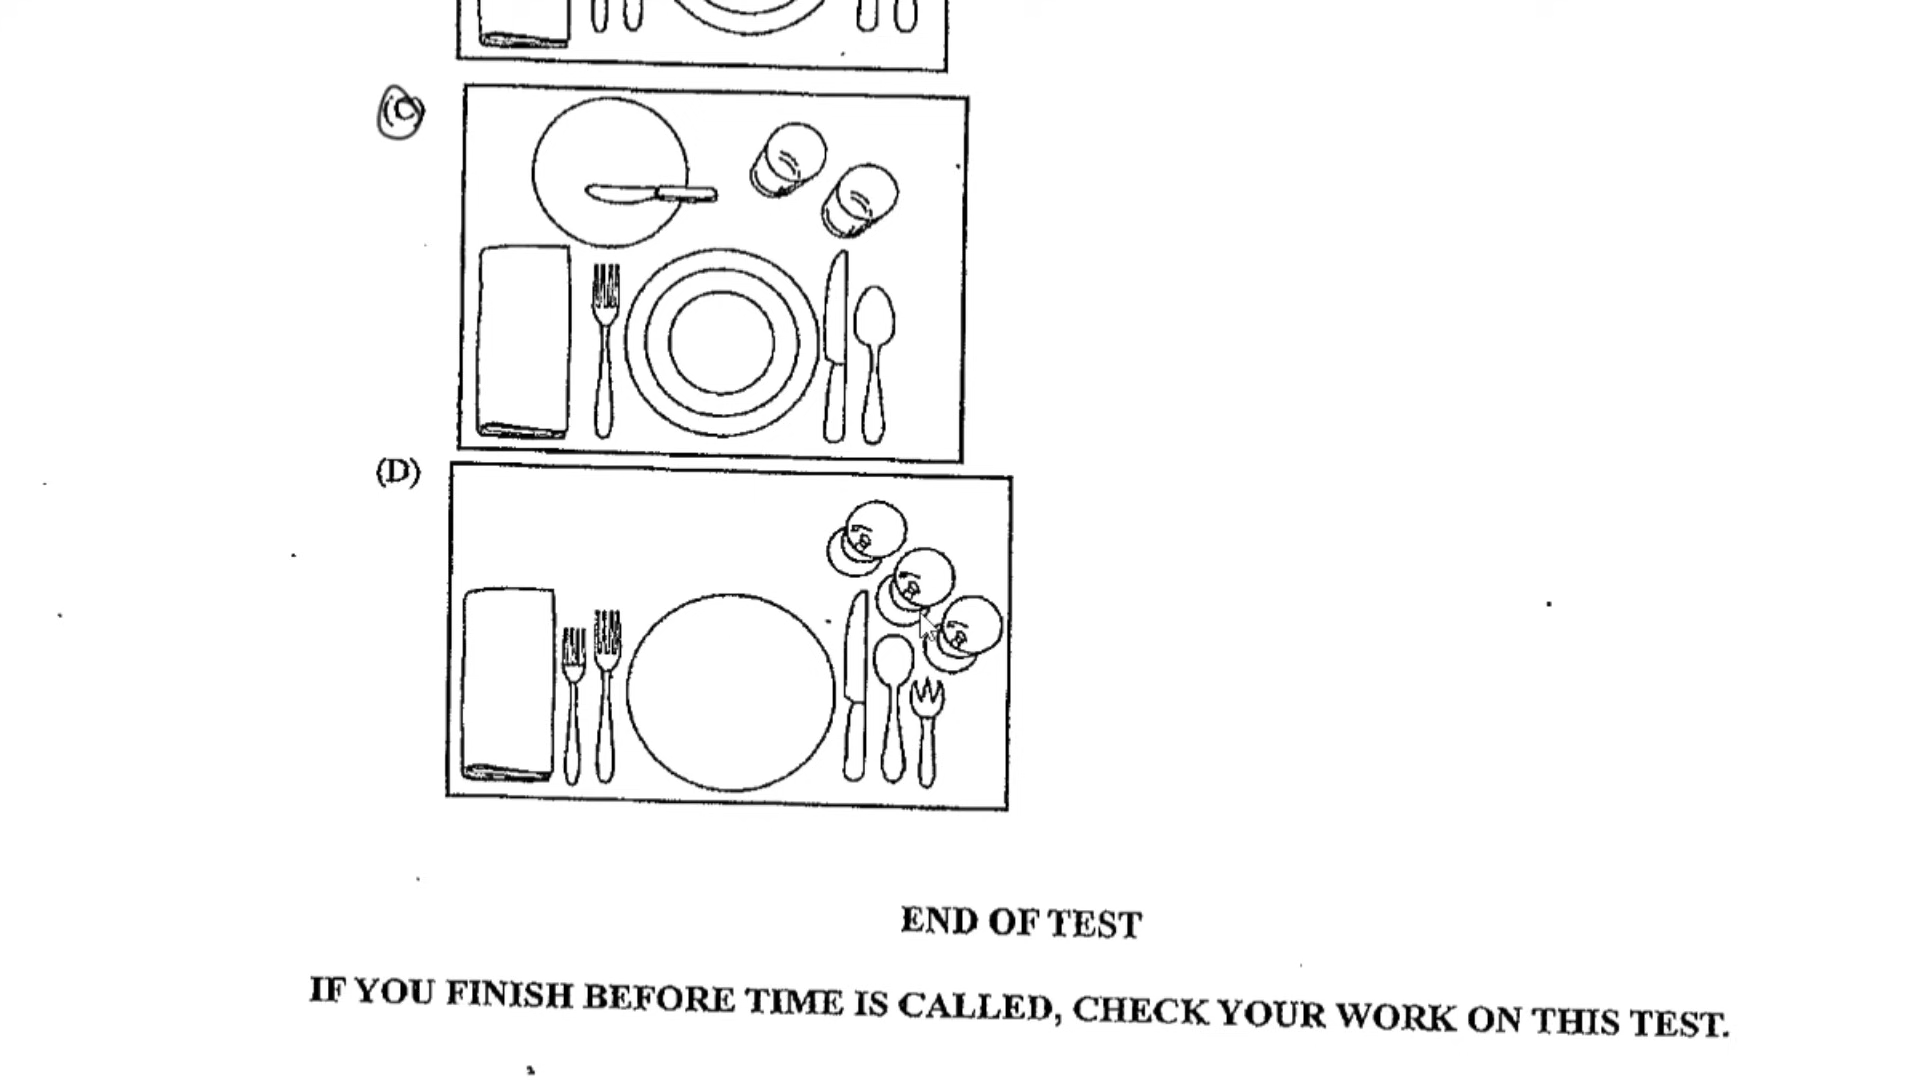 (C)
(D)
END OF TEST
IF YOU FINISH BEFORE TIME IS CALLED, CHECK YOUR WORK ON THIS TEST.